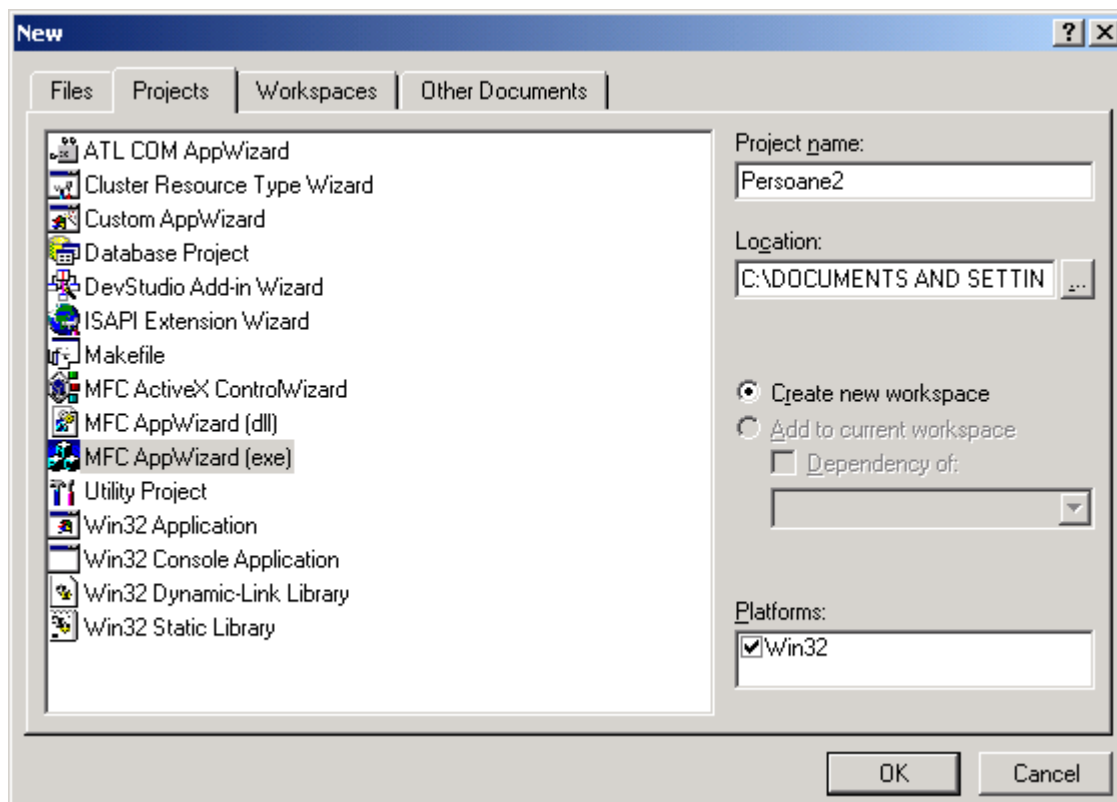 New
Files
Projects
Workspaces
Other Documents
ATL COM AppWizard
Cluster Resource Type Wizard
Custom AppWizard
Database Project
DevStudio Add-in Wizard
ISAPI Extension Wizard
Makefile
MFC ActiveX ControlWizard
MFC AppWizard (dll)
MFC AppWizard (exe)
Utility Project
Win32 Application
Win32 Console Application
Win32 Dynamic-Link Library
Win32 Static Library
Project name:
Persoane2
Location:
C:\DOCUMENTS AND SETTIN
...
Create new workspace
Add to current workspace
Dependency of:
Platforms:
Win32
OK
Cancel